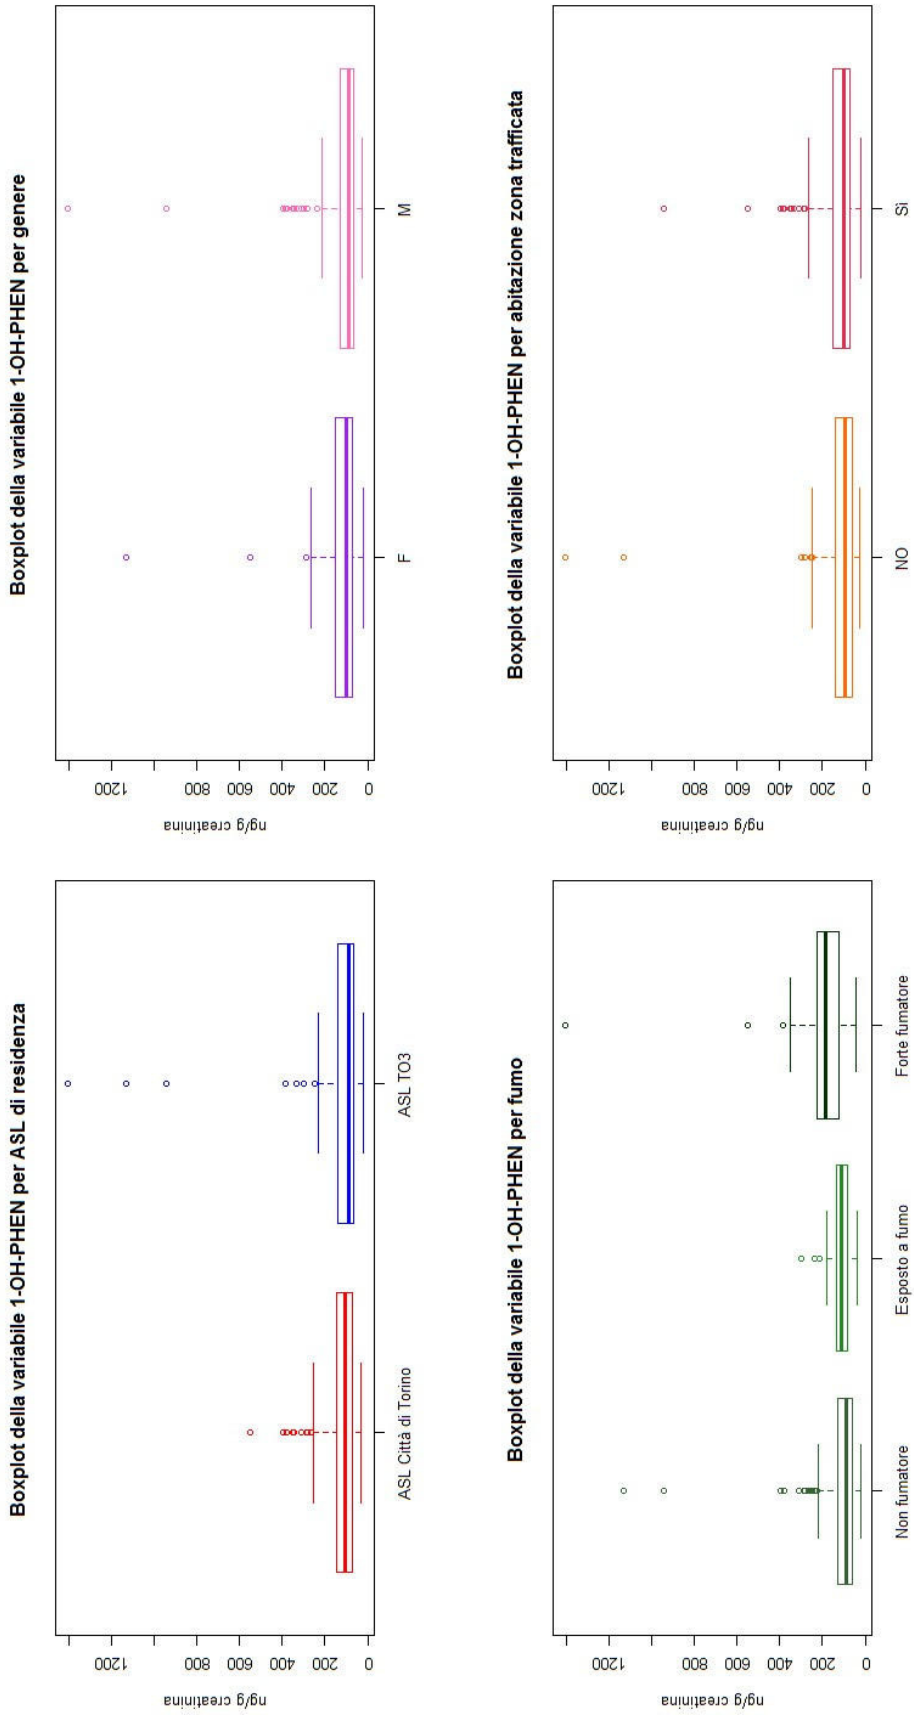 Boxplot della variabile 1-OH-PHEN per ASL di residenza
ng/g creatinina
0 200 400 600 800 1200
ASL Città di Torino
ASL TO3
Boxplot della variabile 1-OH-PHEN per genere
ng/g creatinina
0 200 400 600 800 1200
F
M
Boxplot della variabile 1-OH-PHEN per fumo
ng/g creatinina
0 200 400 600 800 1200
Non fumatore
Esposto a fumo
Forte fumatore
Boxplot della variabile 1-OH-PHEN per abitazione zona trafficata
ng/g creatinina
0 200 400 600 800 1200
NO
Sì